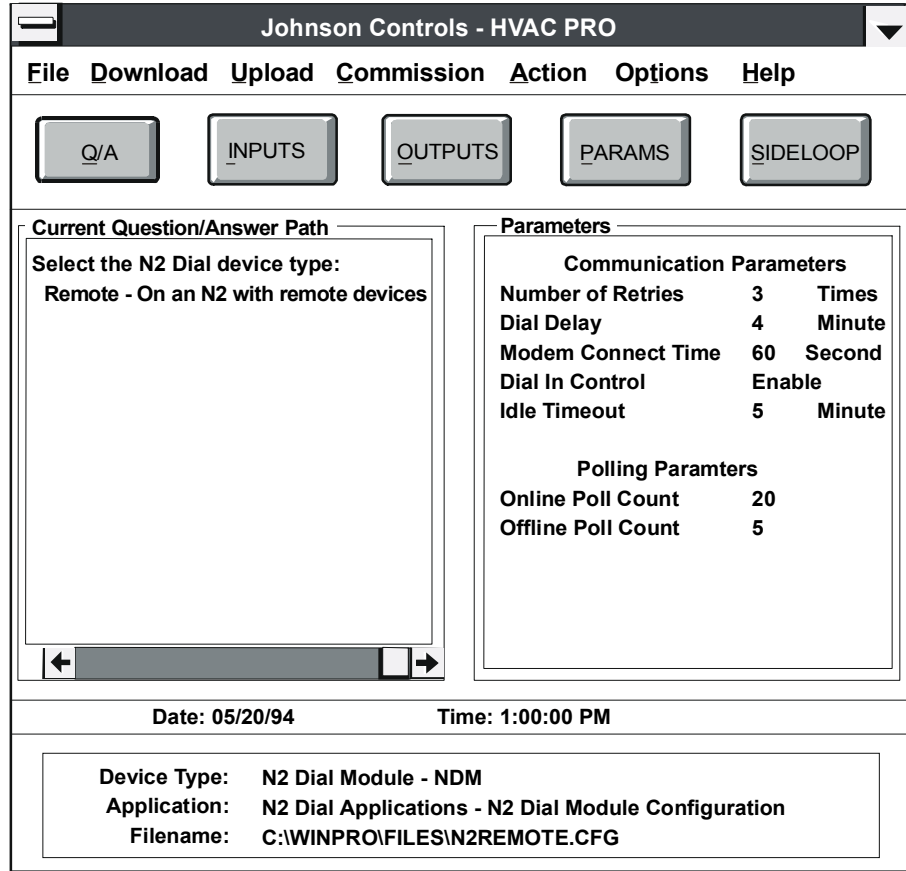 Johnson Controls - HVAC PRO
File Download Upload Commission Action Options Help
Q/A INPUTS OUTPUTS PARAMS SIDELOOP
Current Question/Answer Path
Select the N2 Dial device type:
Remote - On an N2 with remote devices
Parameters
Communication Parameters
Number of Retries 3 Times
Dial Delay 4 Minute
Modem Connect Time 60 Second
Dial In Control Enable
Idle Timeout 5 Minute
Polling Paramters
Online Poll Count 20
Offline Poll Count 5
Date: 05/20/94 Time: 1:00:00 PM
Device Type: N2 Dial Module - NDM
Application: N2 Dial Applications - N2 Dial Module Configuration
Filename: C:\WINPRO\FILES\N2REMOTE.CFG